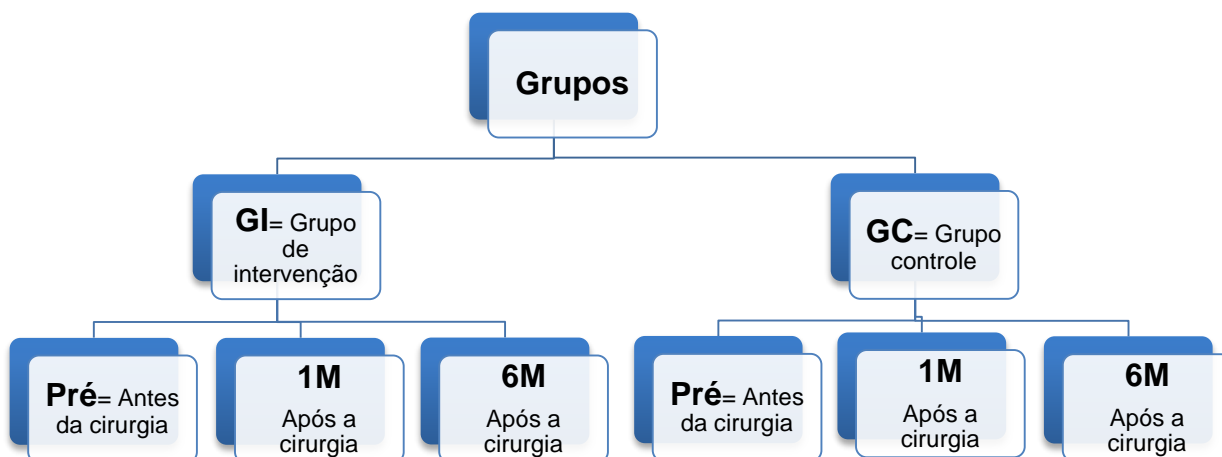 Grupos
GI= Grupo
de
intervenção
GC= Grupo
controle
Pré= Antes
da cirurgia
1M
Após a
cirurgia
6M
Após a
cirurgia
Pré= Antes
da cirurgia
1M
Após a
cirurgia
6M
Após a
cirurgia